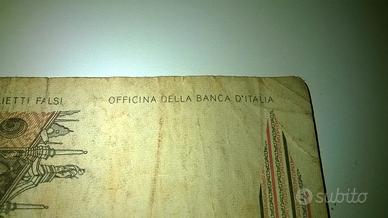 IETTI FALSI
OFFICINA DELLA BANCA D'ITALIA
subito